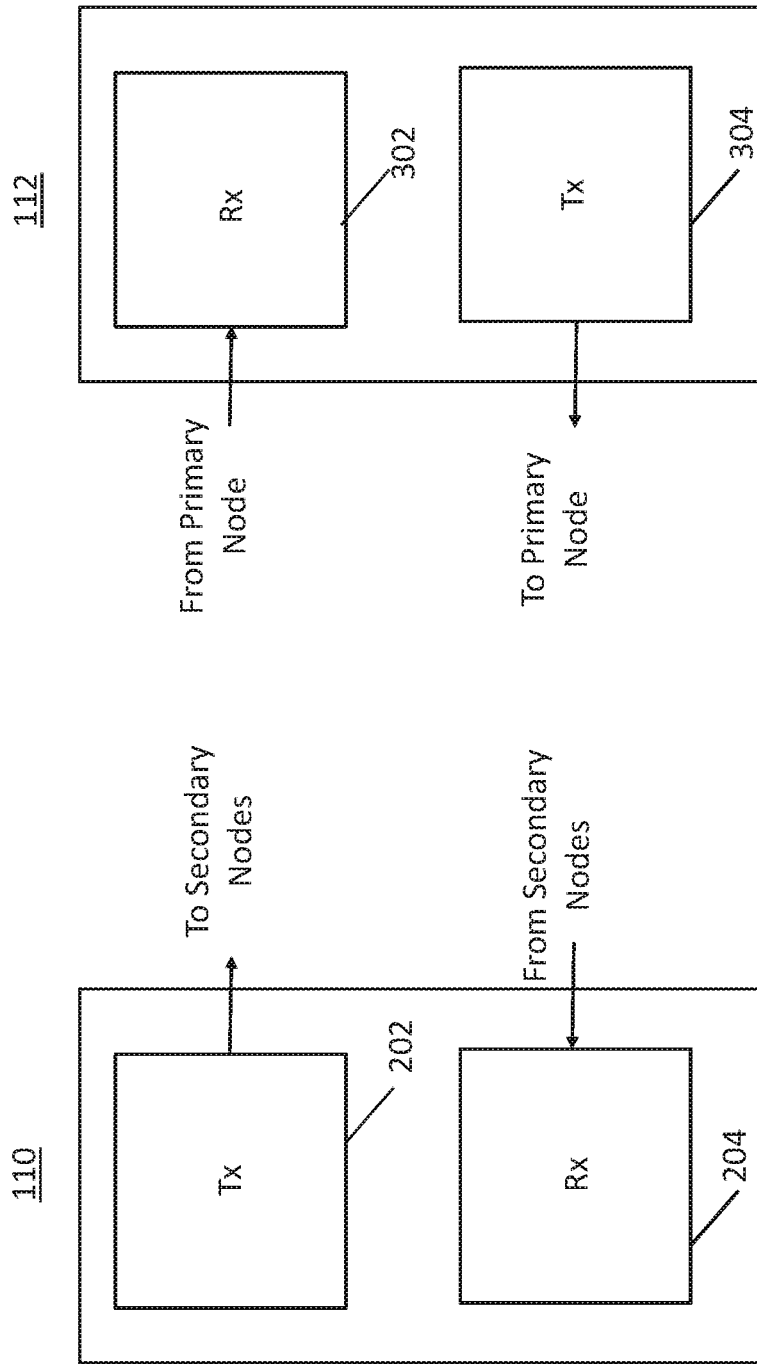 110
Tx
202
To Secondary
Nodes
Rx
204
From Secondary
Nodes
112
From Primary
Node
Rx
302
To Primary
Node
Tx
304